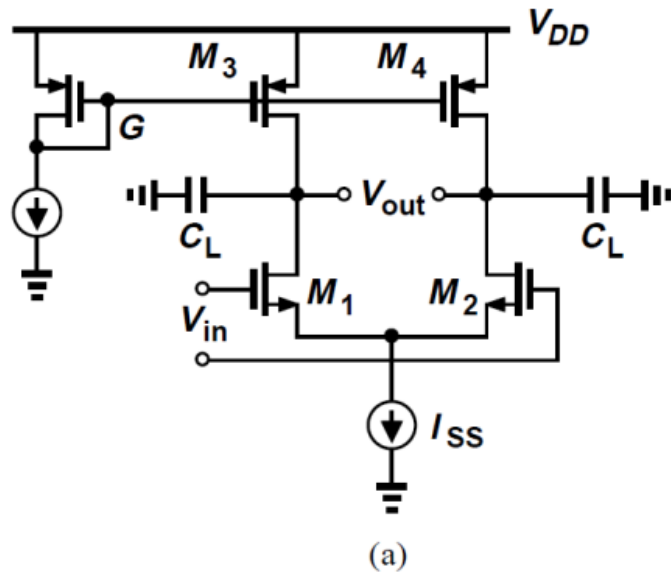 V_DD
M_3 M_4
G
V_out
C_L C_L
M_1 M_2
V_in
I_SS
(a)